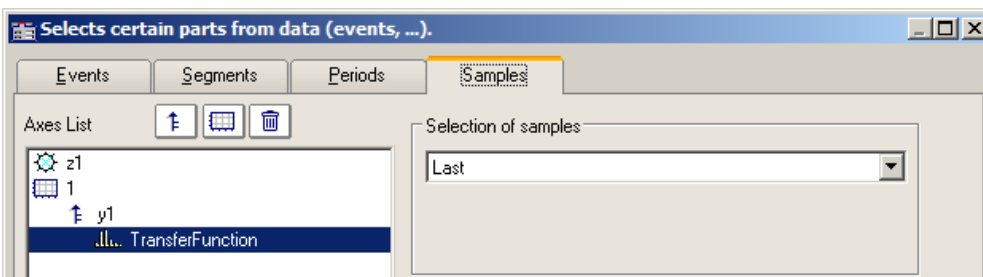 Selects certain parts from data (events, ...).
Events Segments Periods Samples
Axes List
Selection of samples
z1
Last
1
y1
TransferFunction